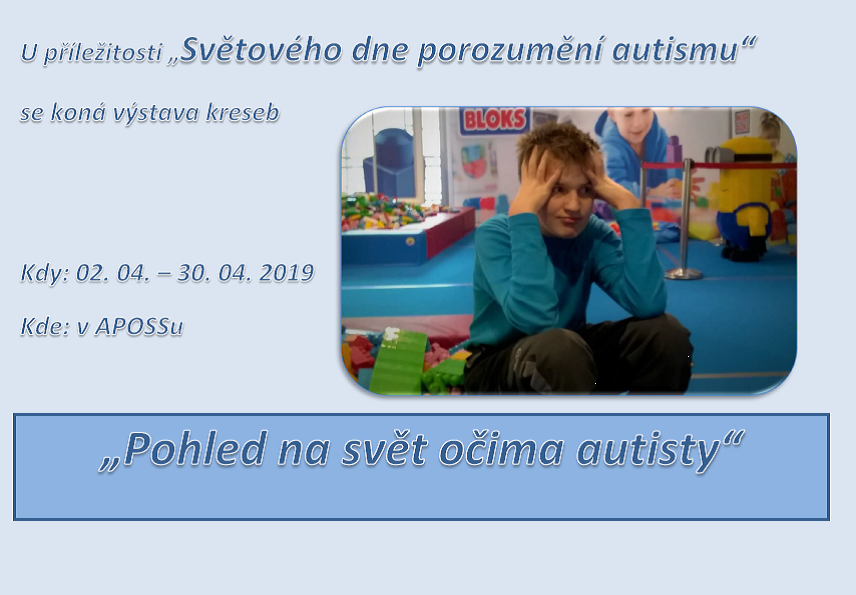 U příležitosti „Světového dne porozumění autismu“
se koná výstava kreseb
BLOKS
Kdy: 02. 04. – 30. 04. 2019
Kde: v APOSSu
„Pohled na svět očima autisty“